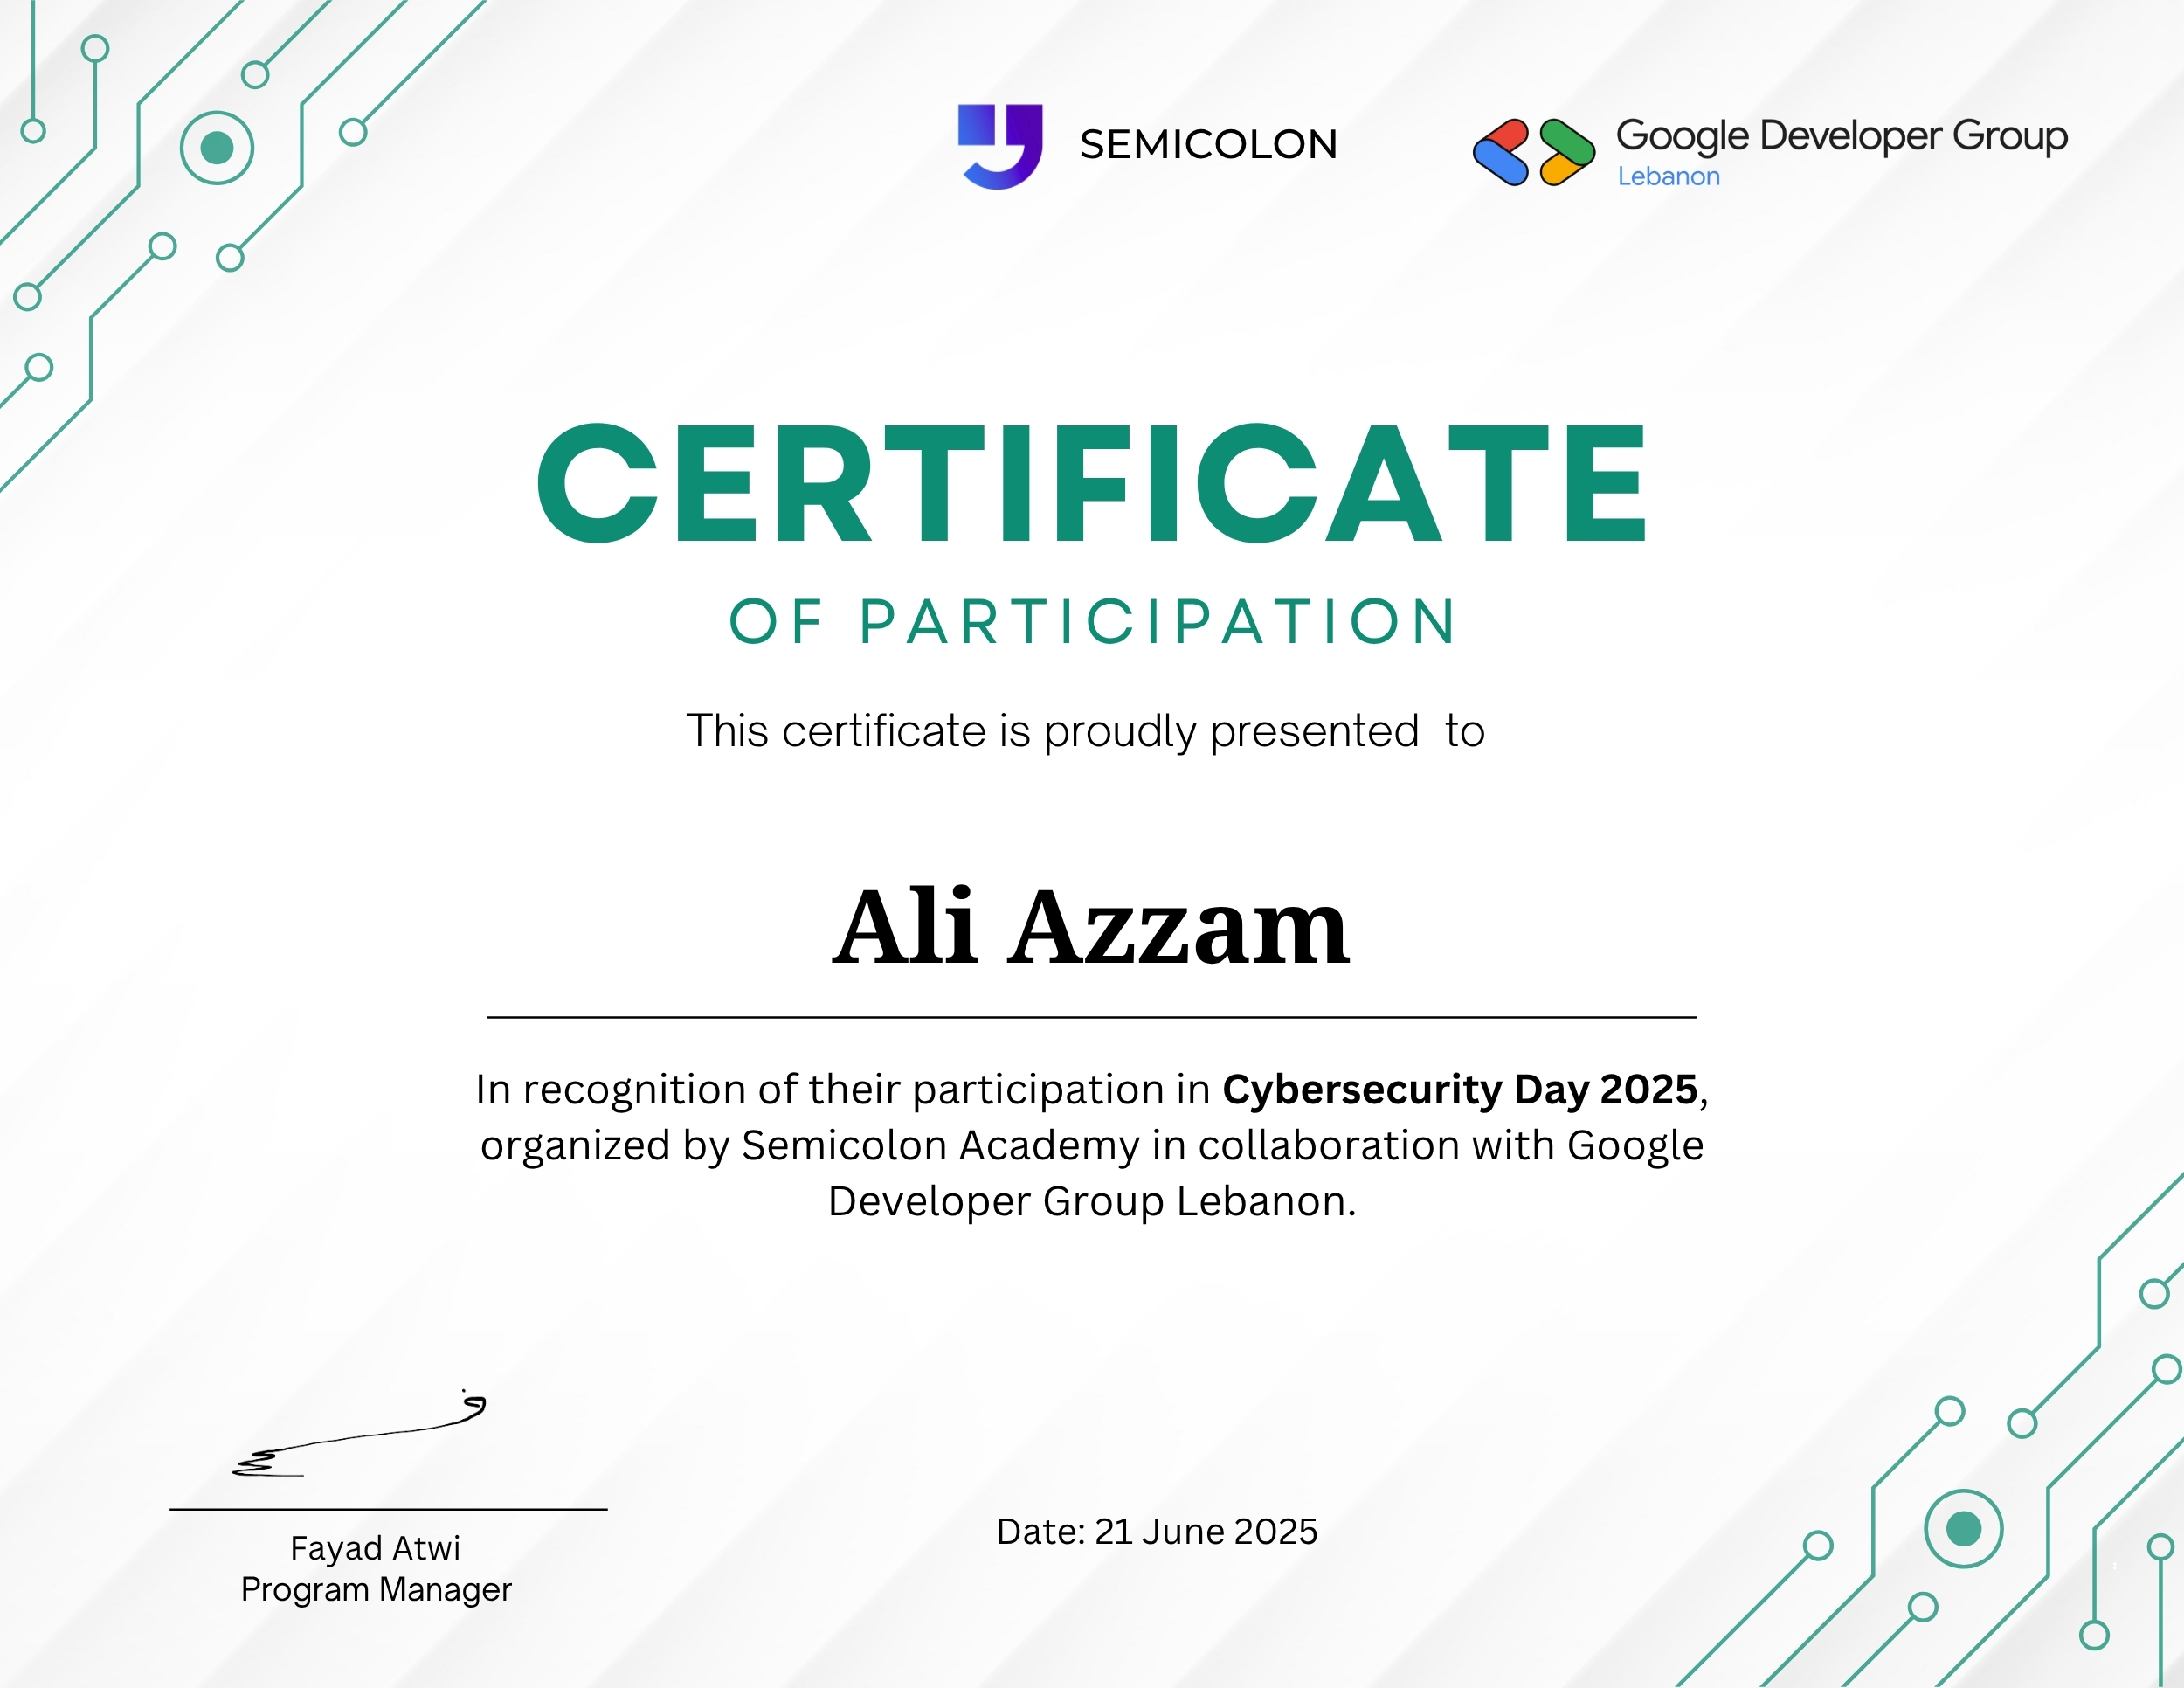 SEMICOLON
Google Developer Group
Lebanon
CERTIFICATE
OF PARTICIPATION
This certificate is proudly presented to
Ali Azzam
In recognition of their participation in Cybersecurity Day 2025,
organized by Semicolon Academy in collaboration with Google
Developer Group Lebanon.
Fayad Atwi
Program Manager
Date: 21 June 2025